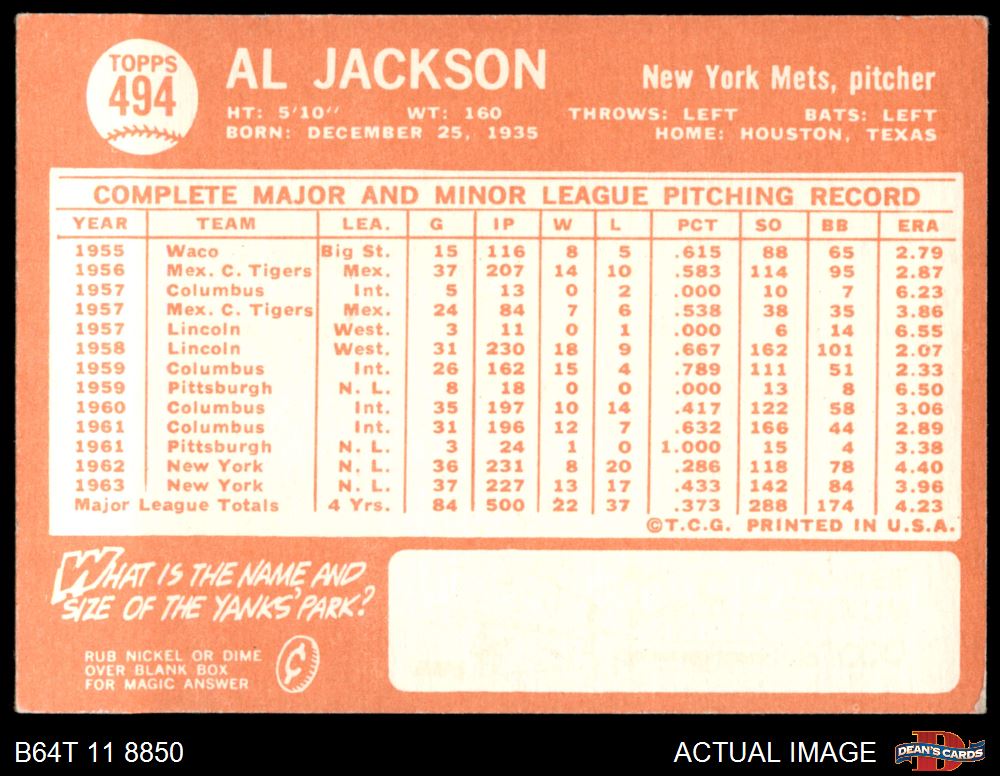 TOPPS
494
AL JACKSON
New York Mets, pitcher
HT: 5'10" WT: 160 THROWS: LEFT BATS: LEFT
BORN: DECEMBER 25, 1935 HOME: HOUSTON, TEXAS
COMPLETE MAJOR AND MINOR LEAGUE PITCHING RECORD
YEAR TEAM LEA. G IP W L PCT SO BB ERA
1955 Waco Big St. 15 116 8 5 .615 88 65 2.79
1956 Mex. C. Tigers Mex. 37 207 14 10 .583 114 95 2.87
1957 Columbus Int. 5 13 0 2 .000 10 7 6.23
1957 Mex. C. Tigers Mex. 24 84 7 6 .538 38 35 3.86
1957 Lincoln West. 3 11 0 1 .000 6 14 6.55
1958 Lincoln West. 31 230 18 9 .667 162 101 2.07
1959 Columbus Int. 26 162 15 4 .789 111 51 2.33
1959 Pittsburgh N. L. 8 18 0 0 .000 13 8 6.50
1960 Columbus Int. 35 197 10 14 .417 122 58 3.06
1961 Columbus Int. 31 196 12 7 .632 166 44 2.89
1961 Pittsburgh N. L. 3 24 1 0 1.000 15 4 3.38
1962 New York N. L. 36 231 8 20 .286 118 78 4.40
1963 New York N. L. 37 227 13 17 .433 142 84 3.96
Major League Totals 4 Yrs. 84 500 22 37 .373 288 174 4.23
©T.C.G. PRINTED IN U.S.A.
WHAT IS THE NAME AND
SIZE OF THE YANKS' PARK?
RUB NICKEL OR DIME
OVER BLANK BOX
FOR MAGIC ANSWER
¢
B64T 11 8850
ACTUAL IMAGE
DEAN'S CARDS